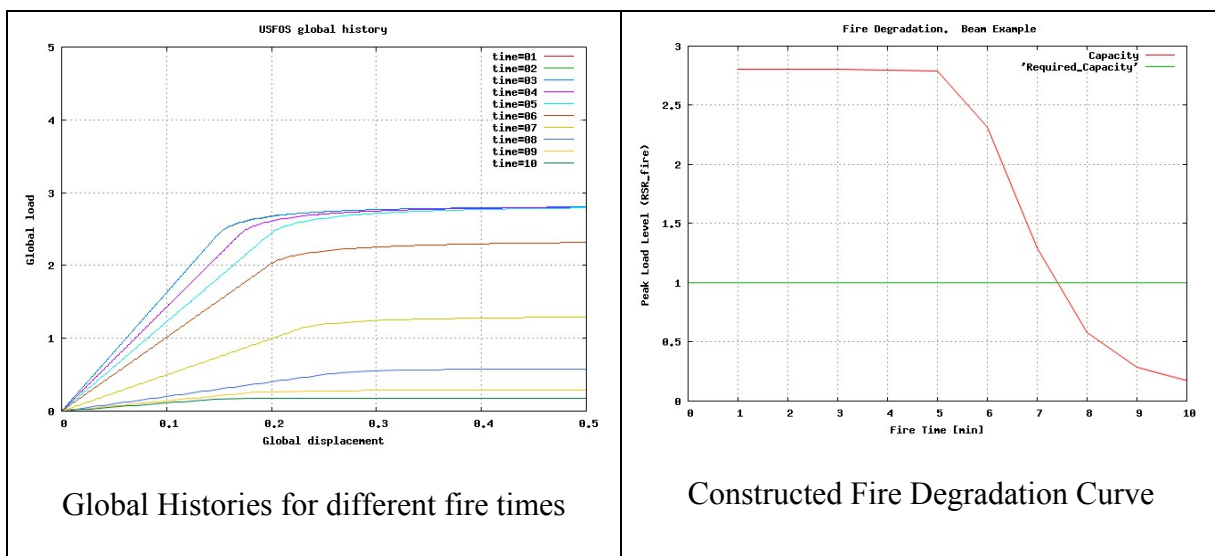 USFOS global history
5
4
3
2
1
0
Global load
time=01
time=02
time=03
time=04
time=05
time=06
time=07
time=08
time=09
time=10
0 0.1 0.2 0.3 0.4 0.5
Global displacement
Global Histories for different fire times
Fire Degradation. Beam Example
3
2.5
2
1.5
1
0.5
0
Peak Load Level (RSR_fire)
Capacity
'Required_Capacity'
0 1 2 3 4 5 6 7 8 9 10
Fire Time [min]
Constructed Fire Degradation Curve